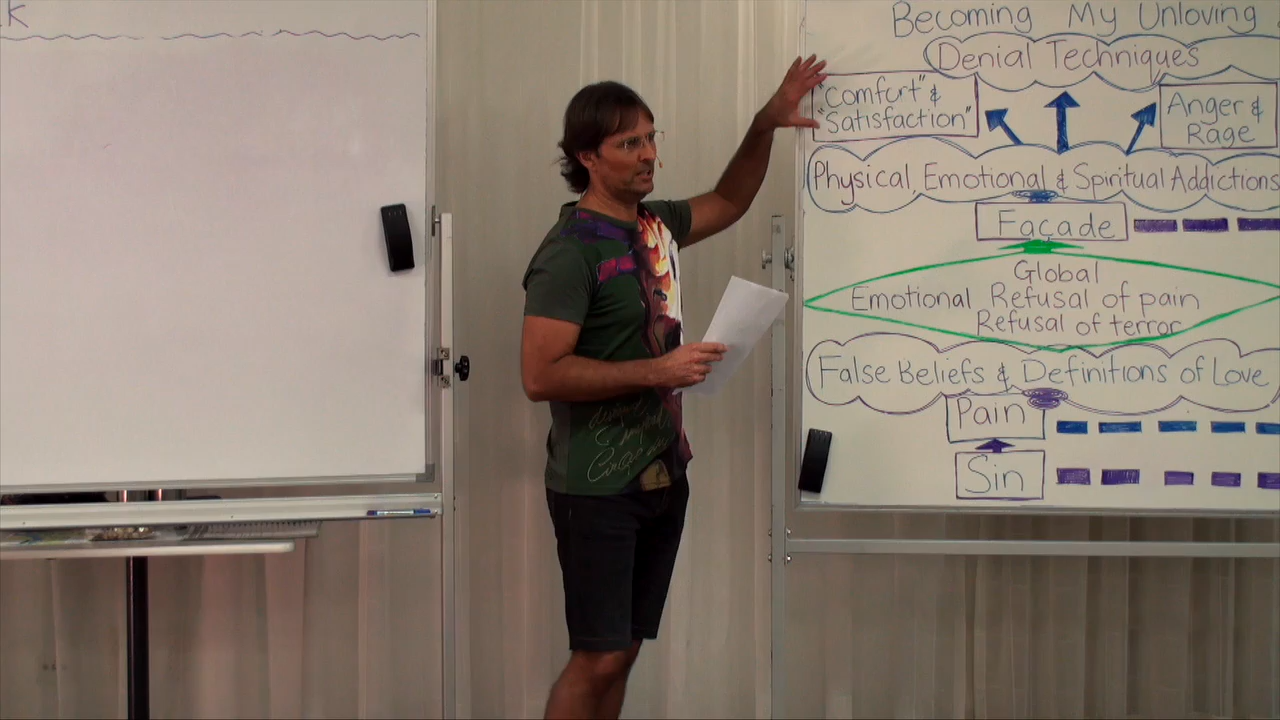 k
Becoming My Unloving
Denial Techniques
"Comfort" &
"Satisfaction"
Anger &
Rage
Physical, Emotional & Spiritual Addictions
Façade
Global
Emotional Refusal of pain
Refusal of terror
False Beliefs & Definitions of Love
Pain
Sin